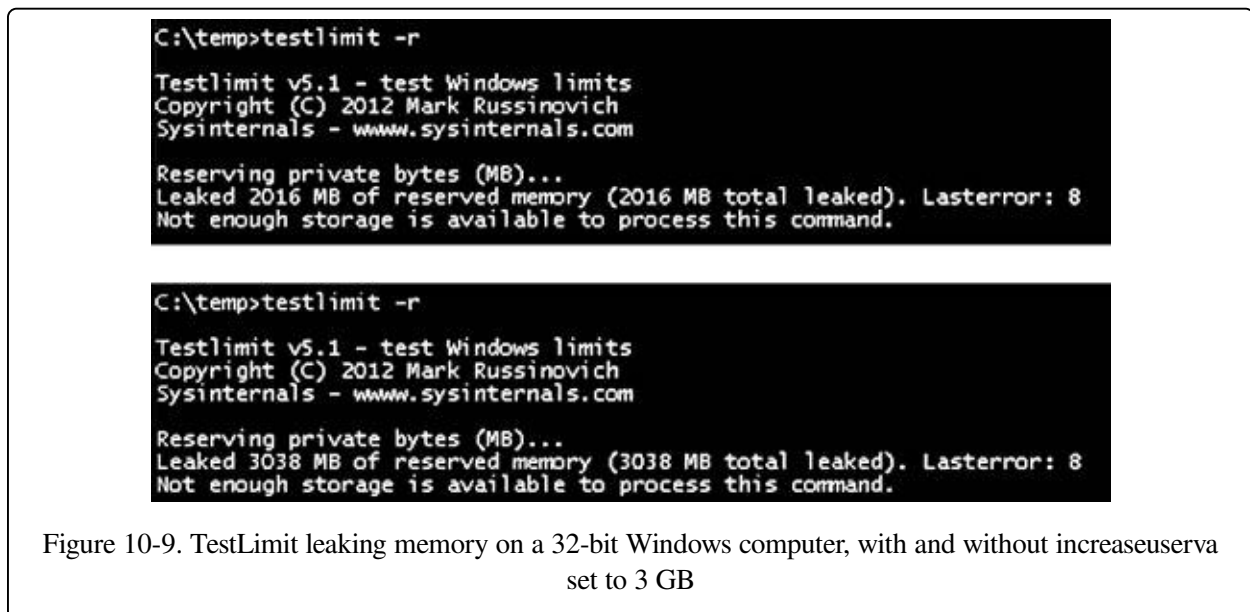 C:\temp>testlimit -r
Testlimit v5.1 - test Windows limits
Copyright (C) 2012 Mark Russinovich
Sysinternals - wwww.sysinternals.com
Reserving private bytes (MB)...
Leaked 2016 MB of reserved memory (2016 MB total leaked). Lasterror: 8
Not enough storage is available to process this command.
C:\temp>testlimit -r
Testlimit v5.1 - test Windows limits
Copyright (C) 2012 Mark Russinovich
Sysinternals - wwww.sysinternals.com
Reserving private bytes (MB)...
Leaked 3038 MB of reserved memory (3038 MB total leaked). Lasterror: 8
Not enough storage is available to process this command.
Figure 10-9. TestLimit leaking memory on a 32-bit Windows computer, with and without increaseuserva
set to 3 GB